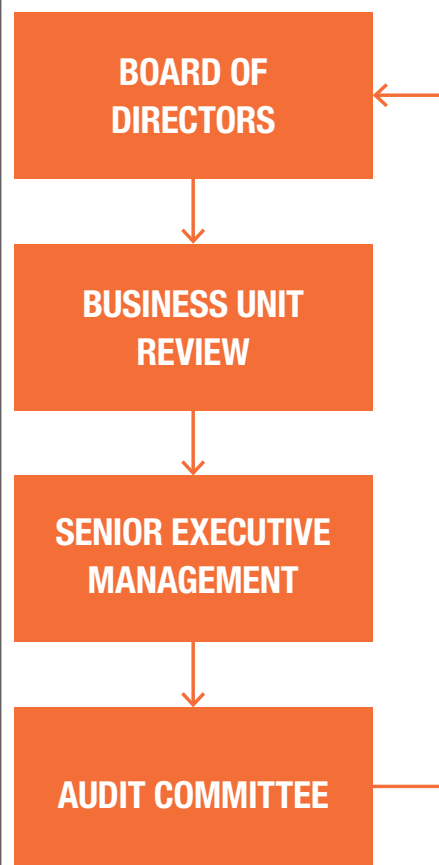 BOARD OF
DIRECTORS
BUSINESS UNIT
REVIEW
SENIOR EXECUTIVE
MANAGEMENT
AUDIT COMMITTEE